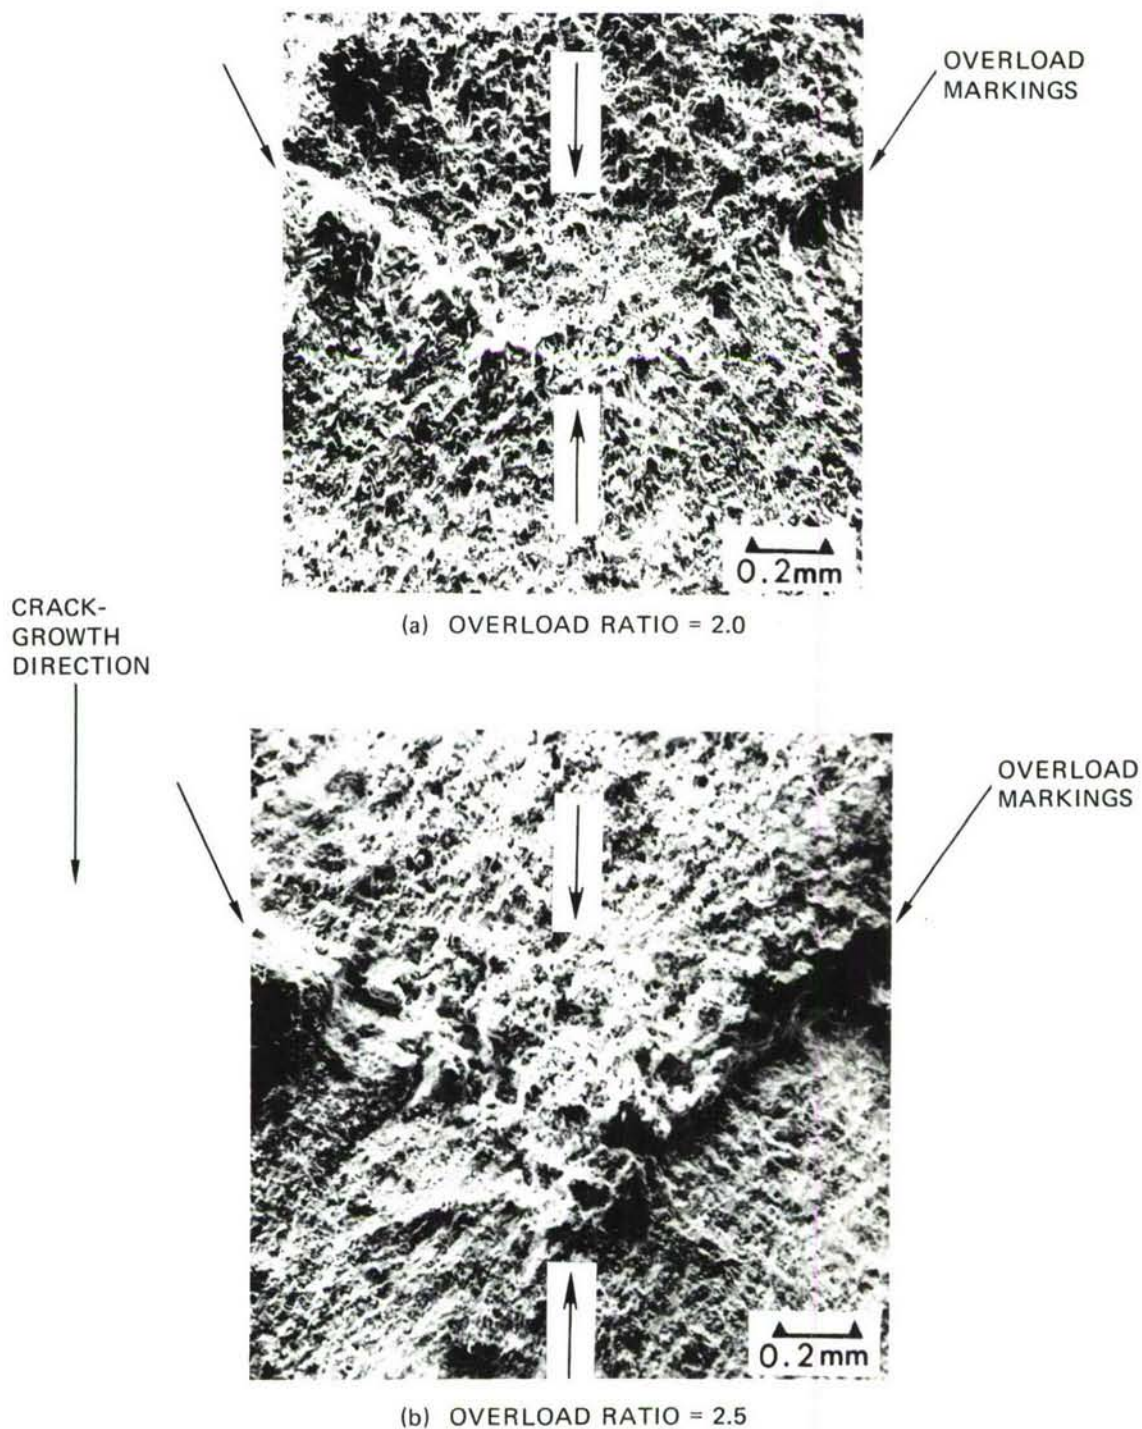 OVERLOAD
MARKINGS
0.2mm
(a) OVERLOAD RATIO = 2.0
CRACK-
GROWTH
DIRECTION
OVERLOAD
MARKINGS
0.2mm
(b) OVERLOAD RATIO = 2.5